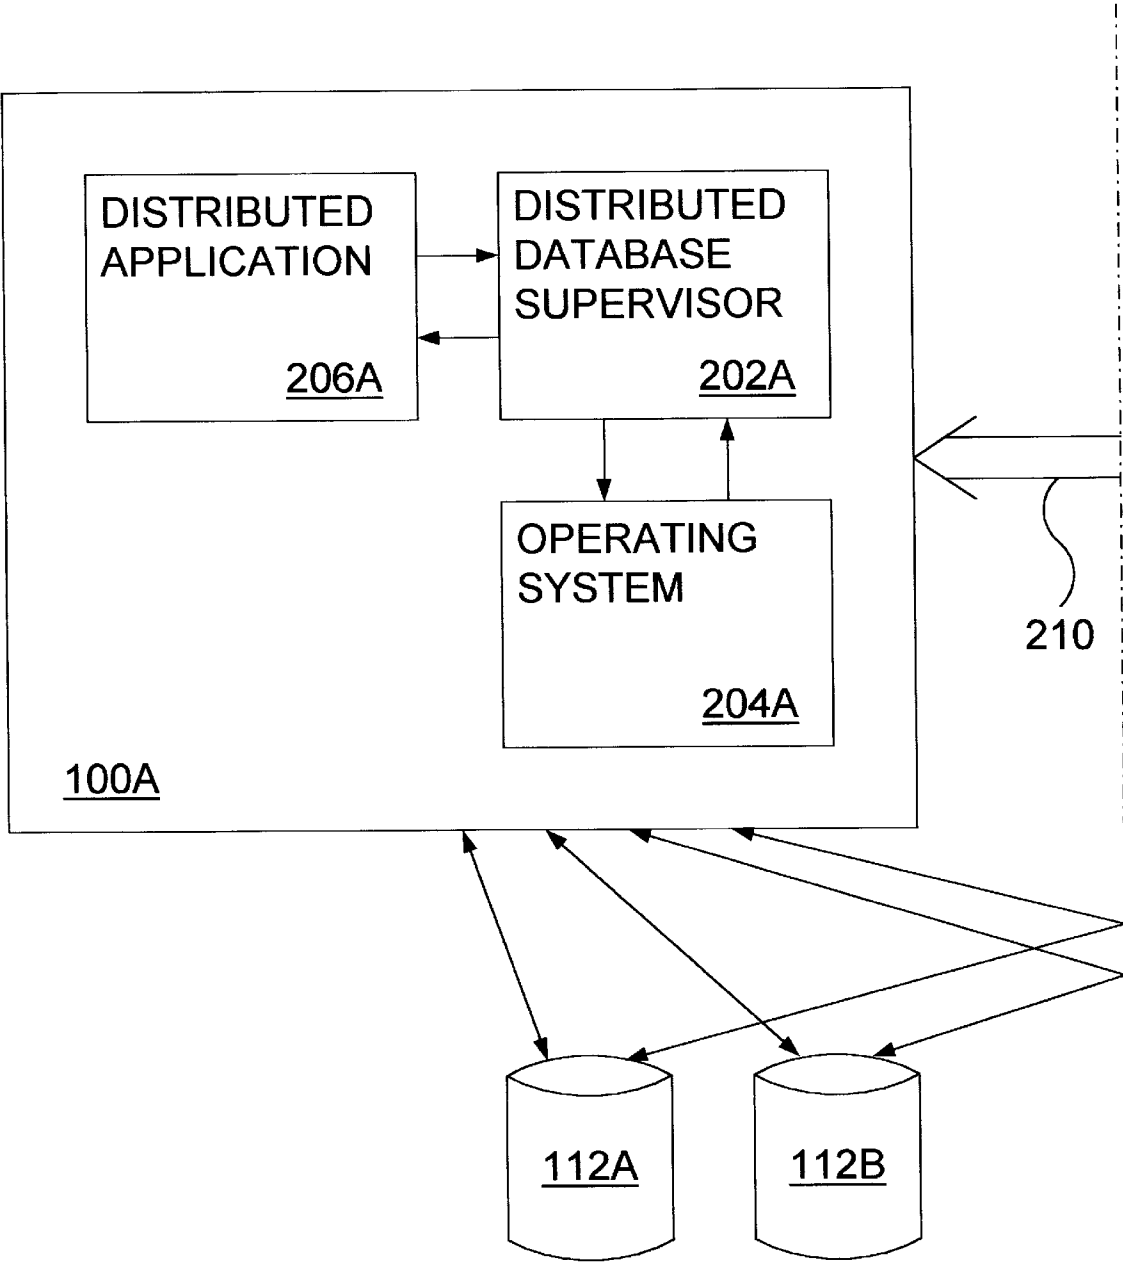 DISTRIBUTED
APPLICATION
206A
DISTRIBUTED
DATABASE
SUPERVISOR
202A
OPERATING
SYSTEM
204A
210
100A
112A
112B